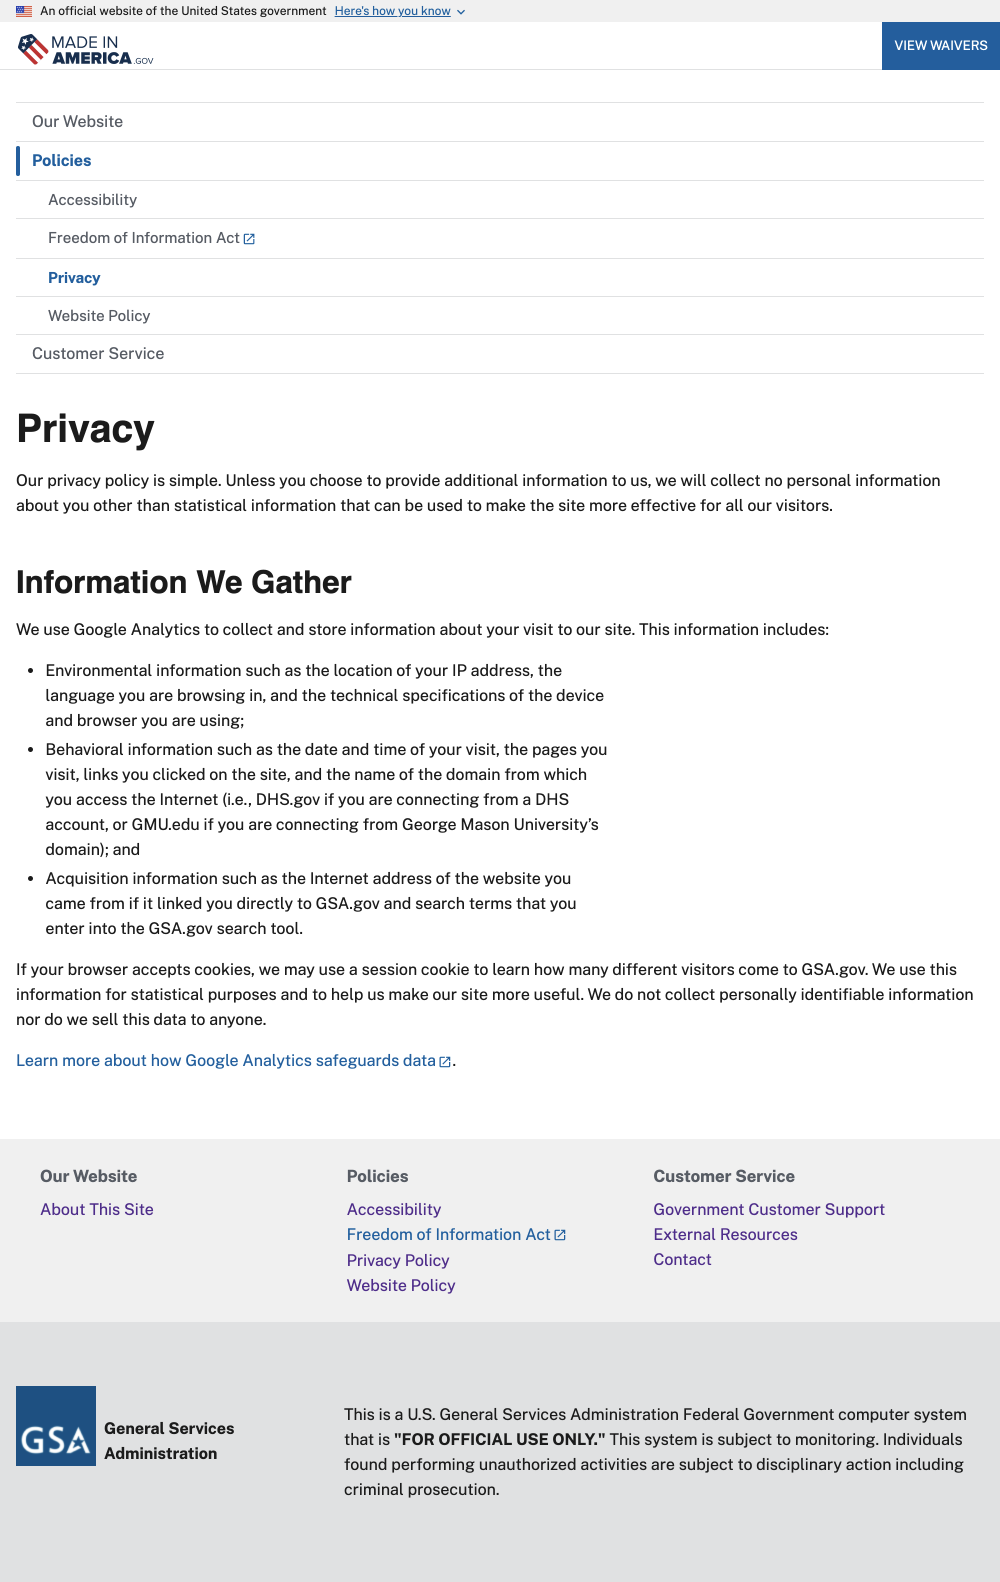 An official website of the United States government Here's how you know
MADE IN
AMERICA.GOV
VIEW WAIVERS
Our Website
Policies
Accessibility
Freedom of Information Act
Privacy
Website Policy
Customer Service
Privacy
Our privacy policy is simple. Unless you choose to provide additional information to us, we will collect no personal information
about you other than statistical information that can be used to make the site more effective for all our visitors.
Information We Gather
We use Google Analytics to collect and store information about your visit to our site. This information includes:
• Environmental information such as the location of your IP address, the
language you are browsing in, and the technical specifications of the device
and browser you are using;
• Behavioral information such as the date and time of your visit, the pages you
visit, links you clicked on the site, and the name of the domain from which
you access the Internet (i.e., DHS.gov if you are connecting from a DHS
account, or GMU.edu if you are connecting from George Mason University’s
domain); and
• Acquisition information such as the Internet address of the website you
came from if it linked you directly to GSA.gov and search terms that you
enter into the GSA.gov search tool.
If your browser accepts cookies, we may use a session cookie to learn how many different visitors come to GSA.gov. We use this
information for statistical purposes and to help us make our site more useful. We do not collect personally identifiable information
nor do we sell this data to anyone.
Learn more about how Google Analytics safeguards data.
Our Website
About This Site
Policies
Accessibility
Freedom of Information Act
Privacy Policy
Website Policy
Customer Service
Government Customer Support
External Resources
Contact
GSA
General Services
Administration
This is a U.S. General Services Administration Federal Government computer system
that is "FOR OFFICIAL USE ONLY." This system is subject to monitoring. Individuals
found performing unauthorized activities are subject to disciplinary action including
criminal prosecution.